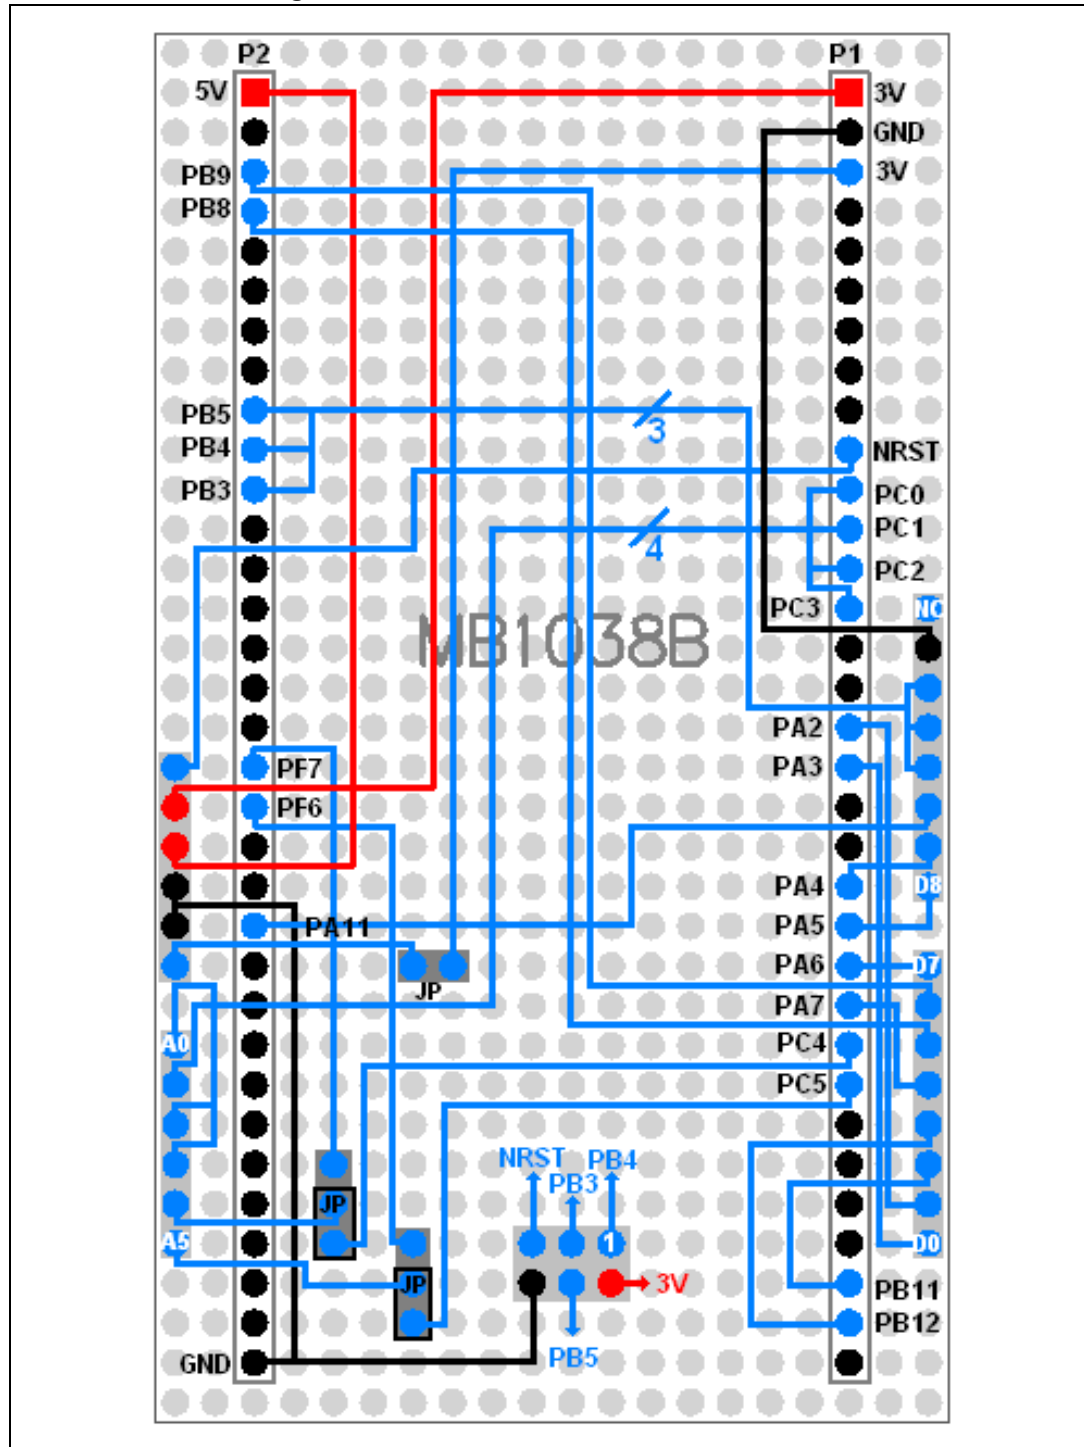 P2 P1
5V 3V
GND
PB9 3V
PB8
PB5 3
PB4 NRST
PB3 PC0
PC1
4
PC2
PC3 NC
MB1038B
PA2
PF7 PA3
PF6
PA4 D8
PA11 PA5
PA6 D7
JP
PA7
A0 PC4
PC5
NRST PB4
PB3
JP
A5 1 D0
JP 3V PB11
PB12
GND PB5